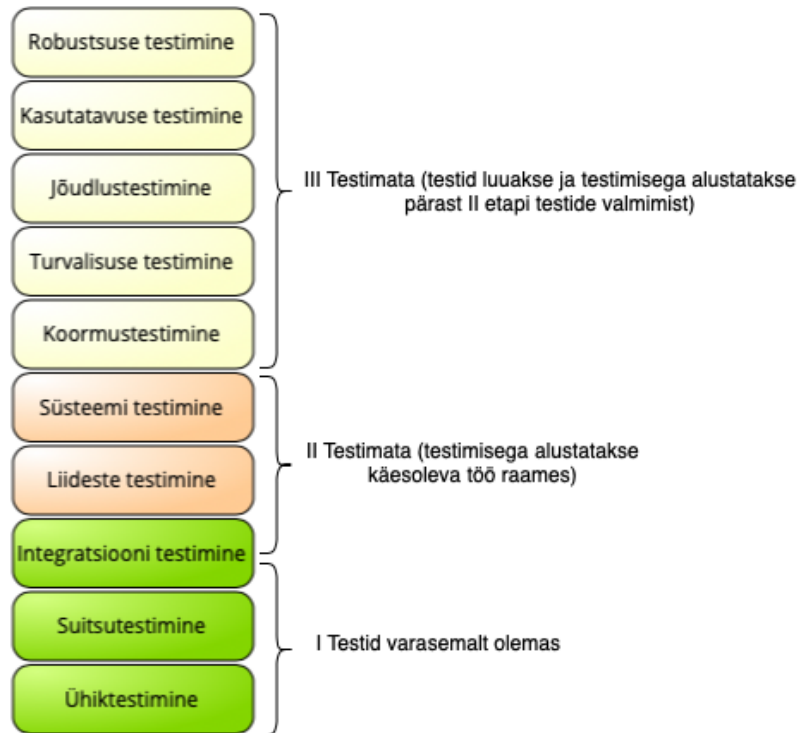 Robustsuse testimine
Kasutatavuse testimine
Jõudlustestimine
III Testimata (testid luuakse ja testimisega alustatakse
pärast II etapi testide valmimist)
Turvalisuse testimine
Koormustestimine
Süsteemi testimine
II Testimata (testimisega alustatakse
käesoleva töö raames)
Liideste testimine
Integratsiooni testimine
Suitsutestimine
I Testid varasemalt olemas
Ühiktestimine